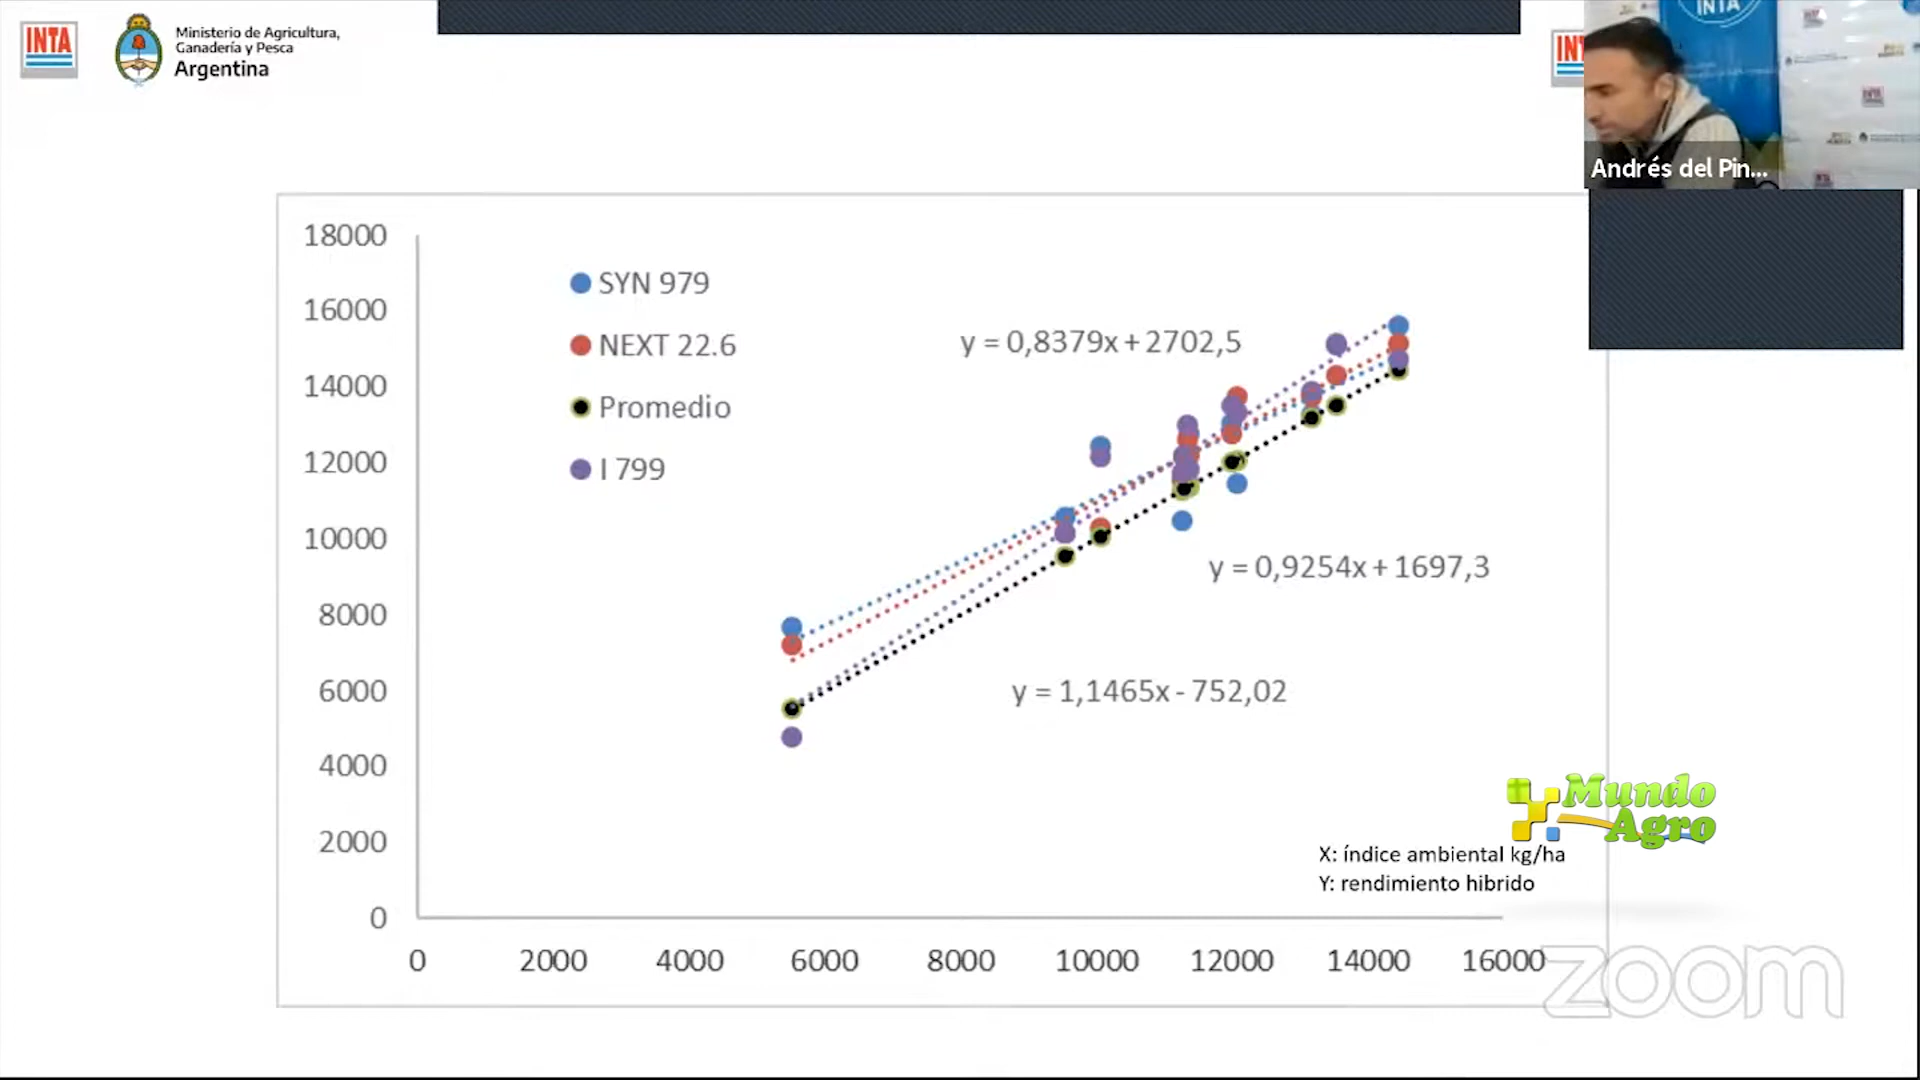 INTA
Ministerio de Agricultura,
Ganadería y Pesca
Argentina
INTA
INTA
Andrés del Pin...
18000
16000
14000
12000
10000
8000
6000
4000
2000
0
SYN 979
NEXT 22.6
Promedio
I 799
y = 0,8379x + 2702,5
y = 0,9254x + 1697,3
y = 1,1465x - 752,02
Mundo
Agro
X: índice ambiental kg/ha
Y: rendimiento hibrido
0
2000
4000
6000
8000
10000
12000
14000
16000
zoom